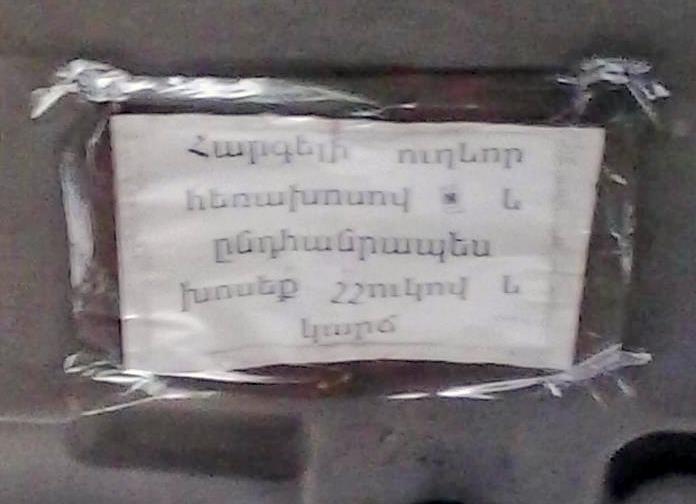 Հարգելի ուղևոր
հեռախոսով և
ընդհանրապես
խոսեք շշուկով և
կարճ